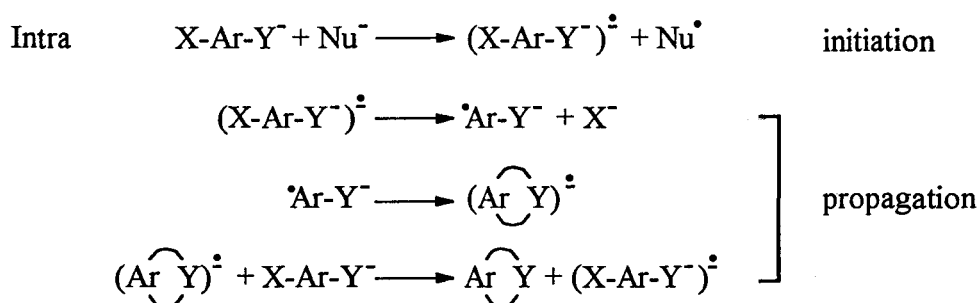 Intra X-Ar-Y⁻ + Nu⁻ ⟶ (X-Ar-Y⁻)•⁻ + Nu• initiation
(X-Ar-Y⁻)•⁻ ⟶ •Ar-Y⁻ + X⁻
•Ar-Y⁻ ⟶ (Ar Y)•⁻ propagation
(Ar Y)•⁻ + X-Ar-Y⁻ ⟶ Ar Y + (X-Ar-Y⁻)•⁻